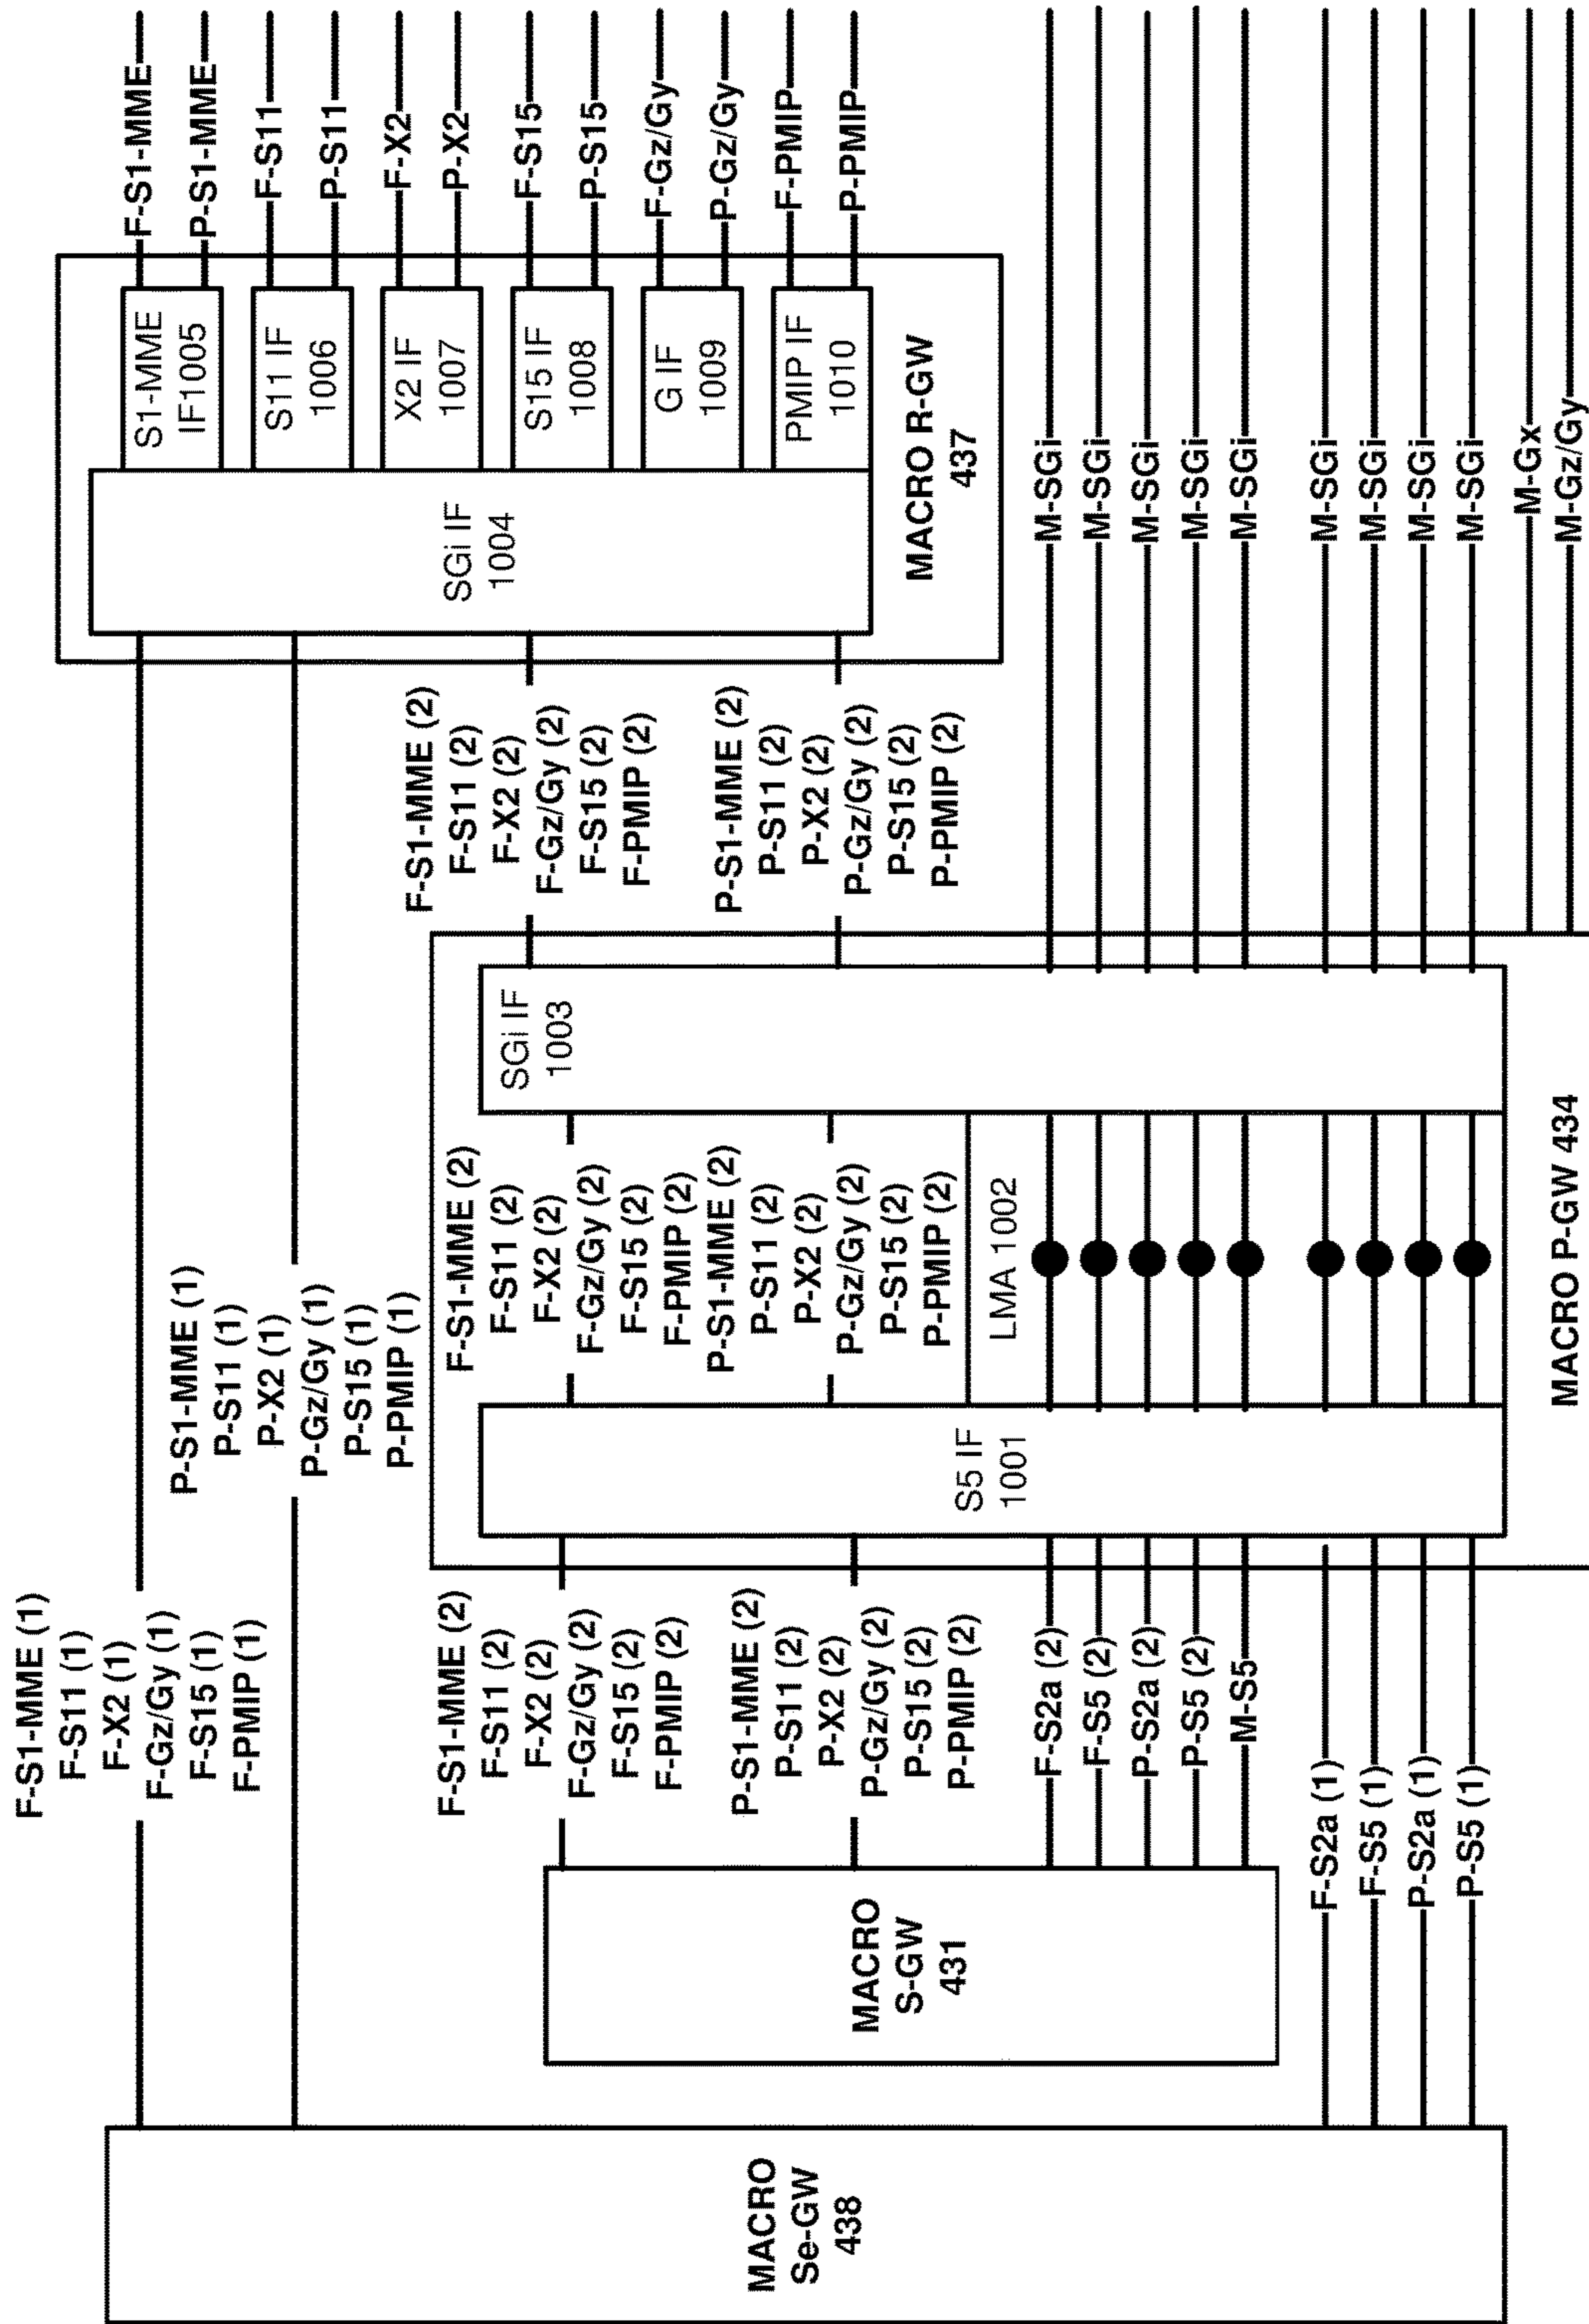 F-S1-MME (1)
F-S11 (1)
F-X2 (1)
F-Gz/Gy (1)
F-S15 (1)
F-PMIP (1)
P-S1-MME (1)
P-S11 (1)
P-X2 (1)
P-Gz/Gy (1)
P-S15 (1)
P-PMIP (1)
MACRO
Se-GW
438
F-S1-MME (2)
F-S11 (2)
F-X2 (2)
F-Gz/Gy (2)
F-S15 (2)
F-PMIP (2)
P-S1-MME (2)
P-S11 (2)
P-X2 (2)
P-Gz/Gy (2)
P-S15 (2)
P-PMIP (2)
MACRO
S-GW
431
F-S2a (2)
F-S5 (2)
P-S2a (2)
P-S5 (2)
M-S5
F-S2a (1)
F-S5 (1)
P-S2a (1)
P-S5 (1)
S5 IF
1001
F-S1-MME (2)
F-S11 (2)
F-X2 (2)
F-Gz/Gy (2)
F-S15 (2)
F-PMIP (2)
P-S1-MME (2)
P-S11 (2)
P-X2 (2)
P-Gz/Gy (2)
P-S15 (2)
P-PMIP (2)
LMA 1002
SGi IF
1003
MACRO P-GW 434
F-S1-MME (2)
F-S11 (2)
F-X2 (2)
F-Gz/Gy (2)
F-S15 (2)
F-PMIP (2)
P-S1-MME (2)
P-S11 (2)
P-X2 (2)
P-Gz/Gy (2)
P-S15 (2)
P-PMIP (2)
SGi IF
1004
S1-MME
IF1005
S11 IF
1006
X2 IF
1007
S15 IF
1008
G IF
1009
PMIP IF
1010
MACRO R-GW
437
F-S1-MME
P-S1-MME
F-S11
P-S11
F-X2
P-X2
F-S15
P-S15
F-Gz/Gy
P-Gz/Gy
F-PMIP
P-PMIP
M-SGi
M-SGi
M-SGi
M-SGi
M-SGi
M-SGi
M-SGi
M-SGi
M-SGi
M-Gx
M-Gz/Gy